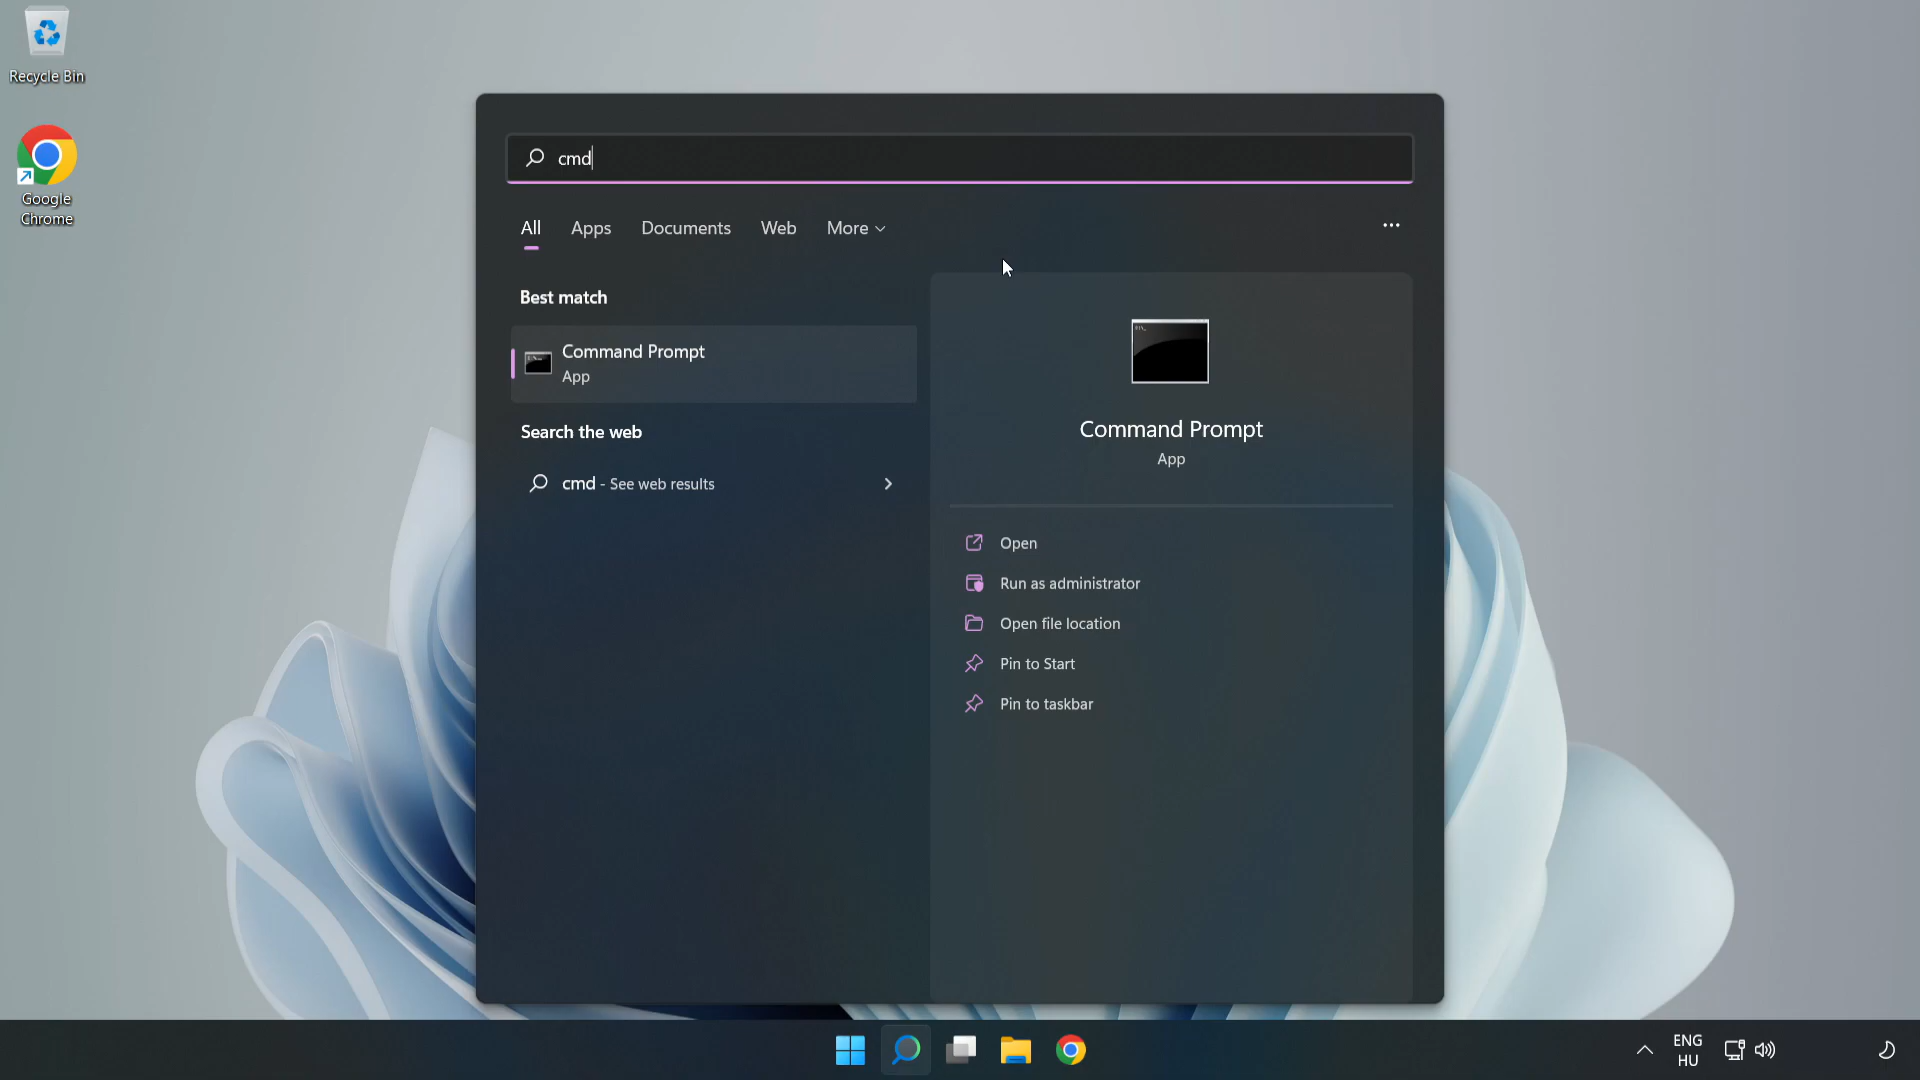 Recycle Bin
Google
Chrome
cmd
All Apps Documents Web More
Best match
Command Prompt
App
Search the web
cmd - See web results
Command Prompt
App
Open
Run as administrator
Open file location
Pin to Start
Pin to taskbar
ENG
HU